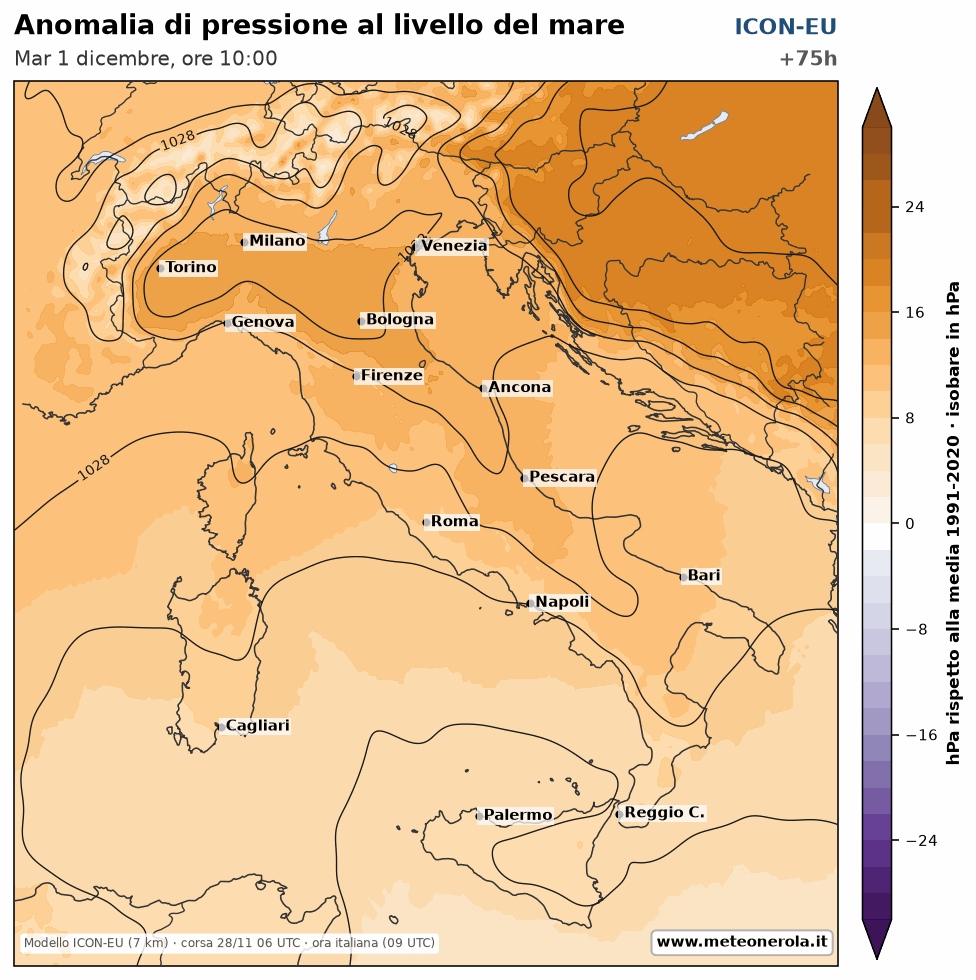 Anomalia di pressione al livello del mare
ICON-EU
Mar 1 dicembre, ore 10:00
+75h
1028
1028
Milano
Venezia
Torino
Genova
Bologna
Firenze
Ancona
1028
Pescara
Roma
Bari
Napoli
Cagliari
Palermo
Reggio C.
24
16
8
0
−8
−16
−24
hPa rispetto alla media 1991-2020 · isobare in hPa
Modello ICON-EU (7 km) · corsa 28/11 06 UTC · ora italiana (09 UTC)
www.meteonerola.it